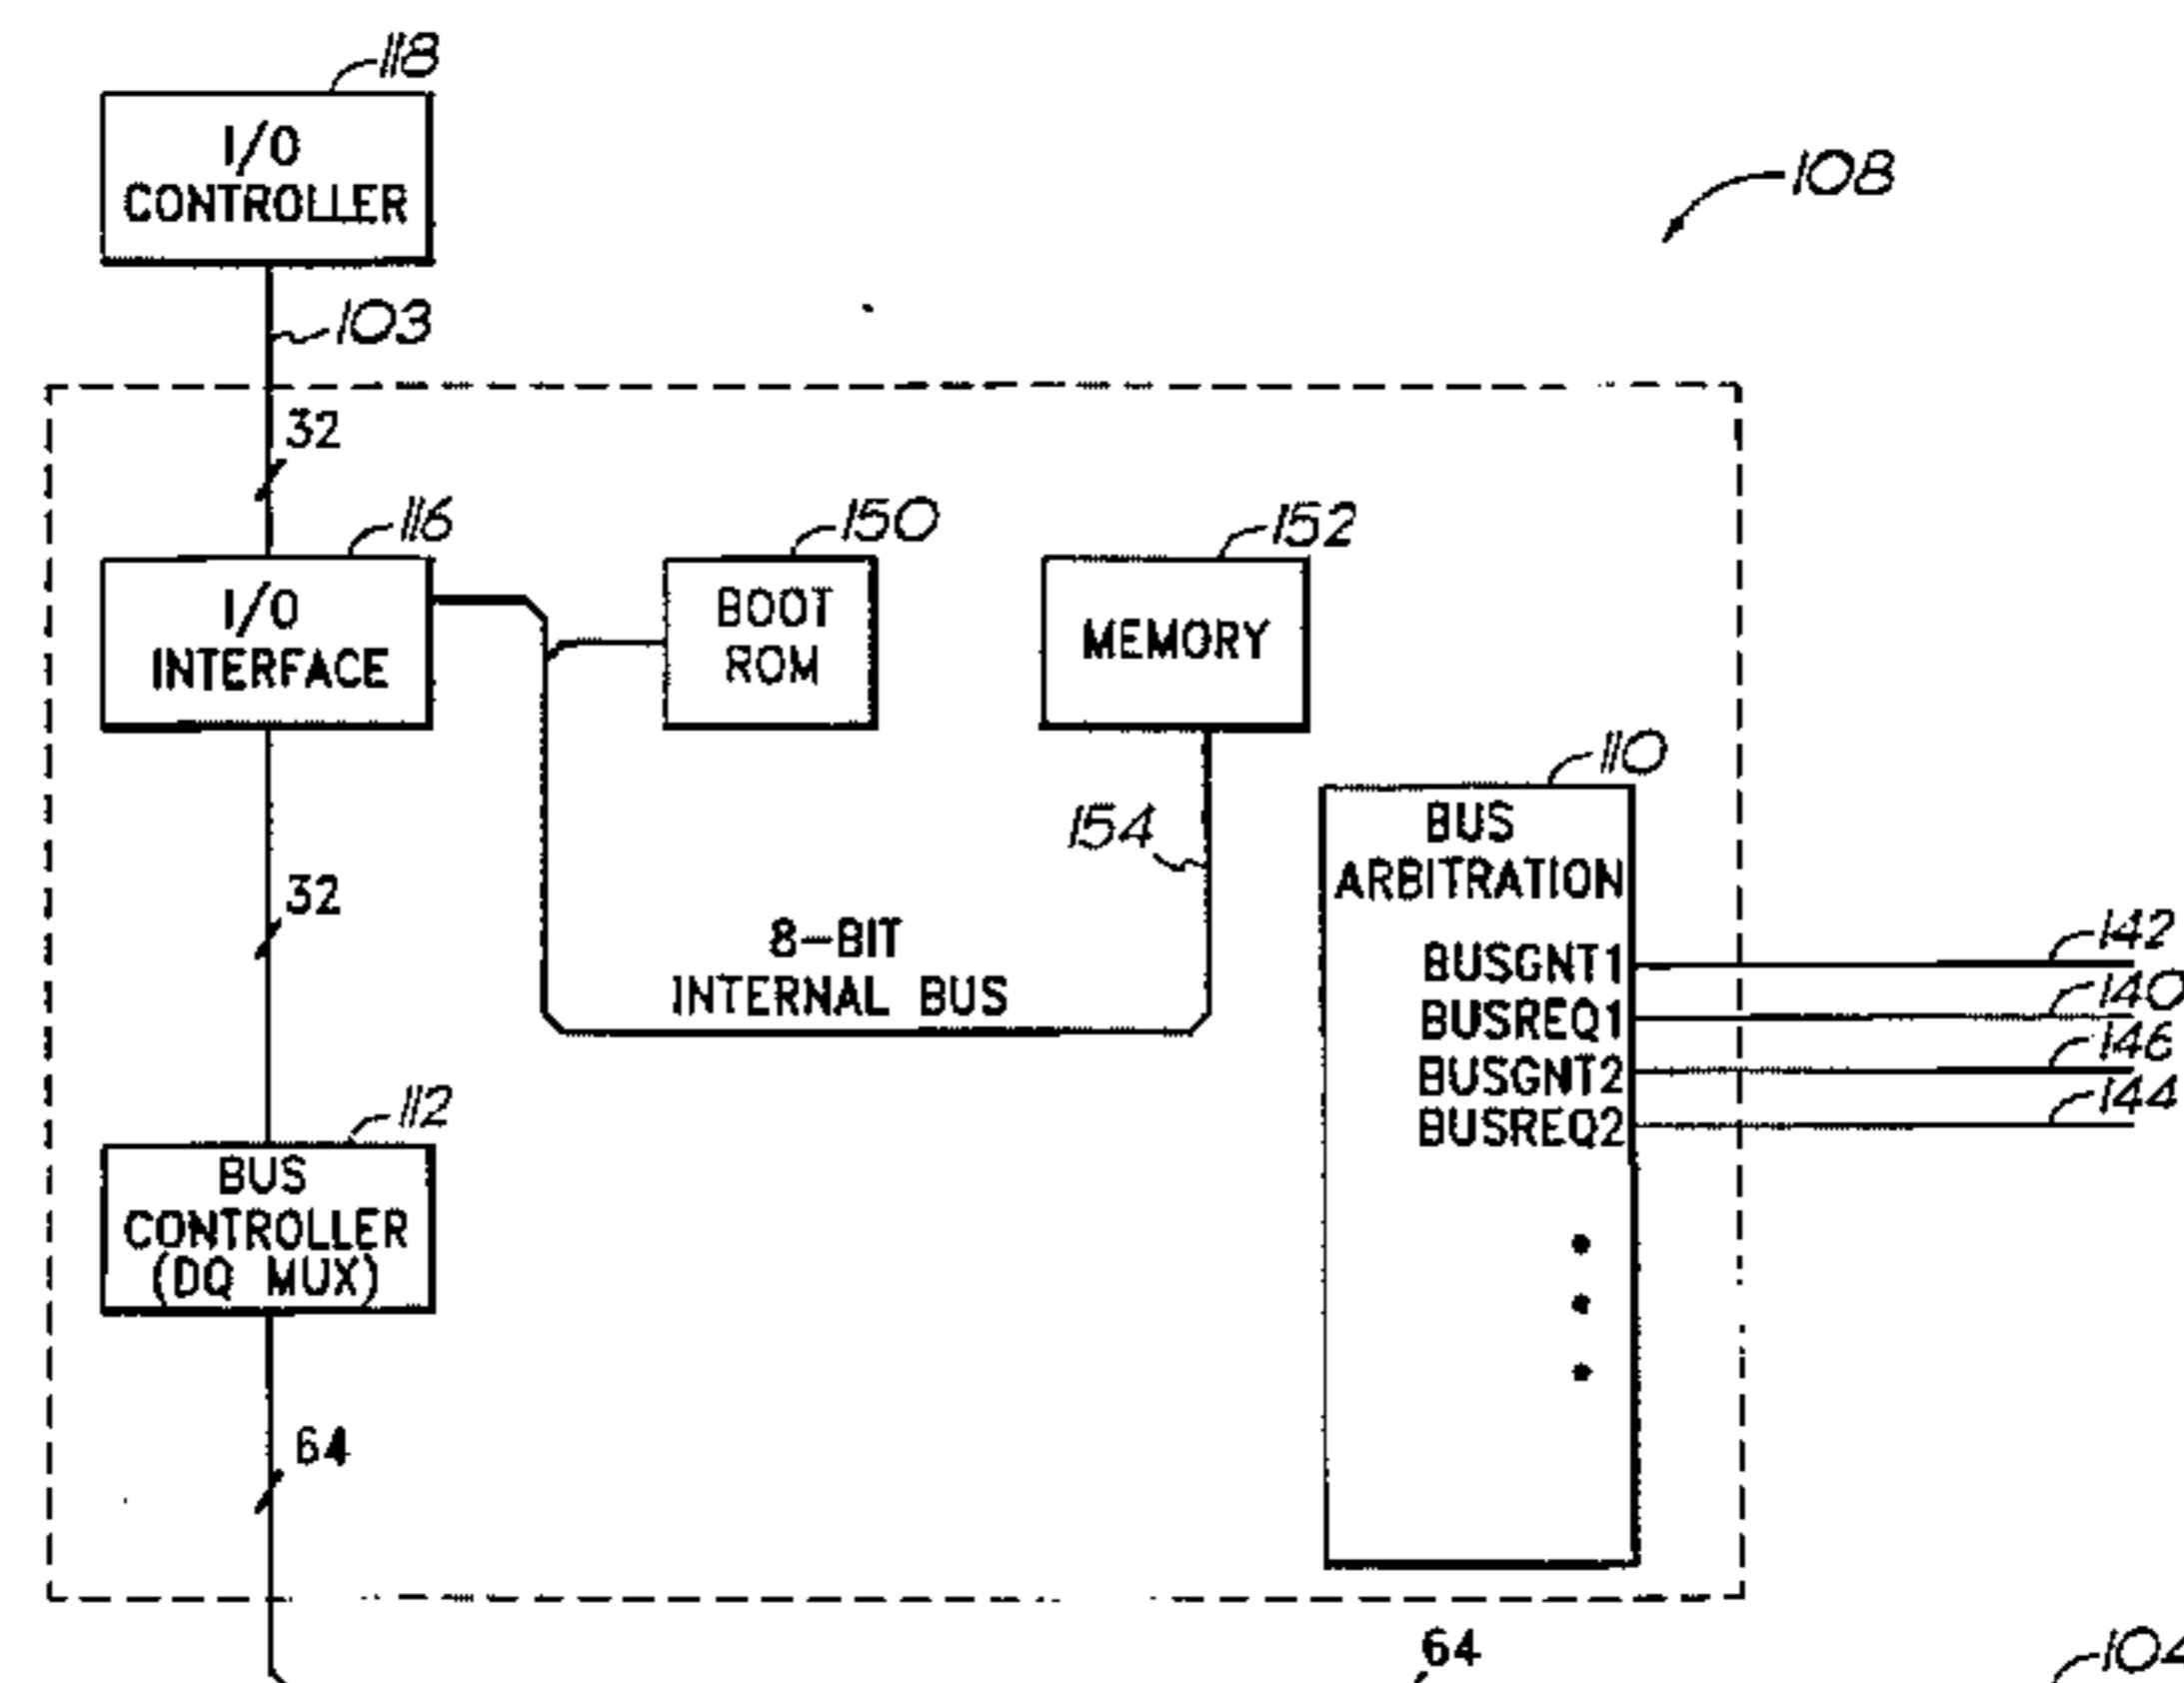 118
I/O
CONTROLLER
108
103
32
116
150
152
I/O
INTERFACE
BOOT
ROM
MEMORY
110
154
BUS
ARBITRATION
32
8-BIT
INTERNAL BUS
BUSGNT1
142
BUSREQ1
140
BUSGNT2
146
BUSREQ2
144
112
BUS
CONTROLLER
(DQ MUX)
64
64
104